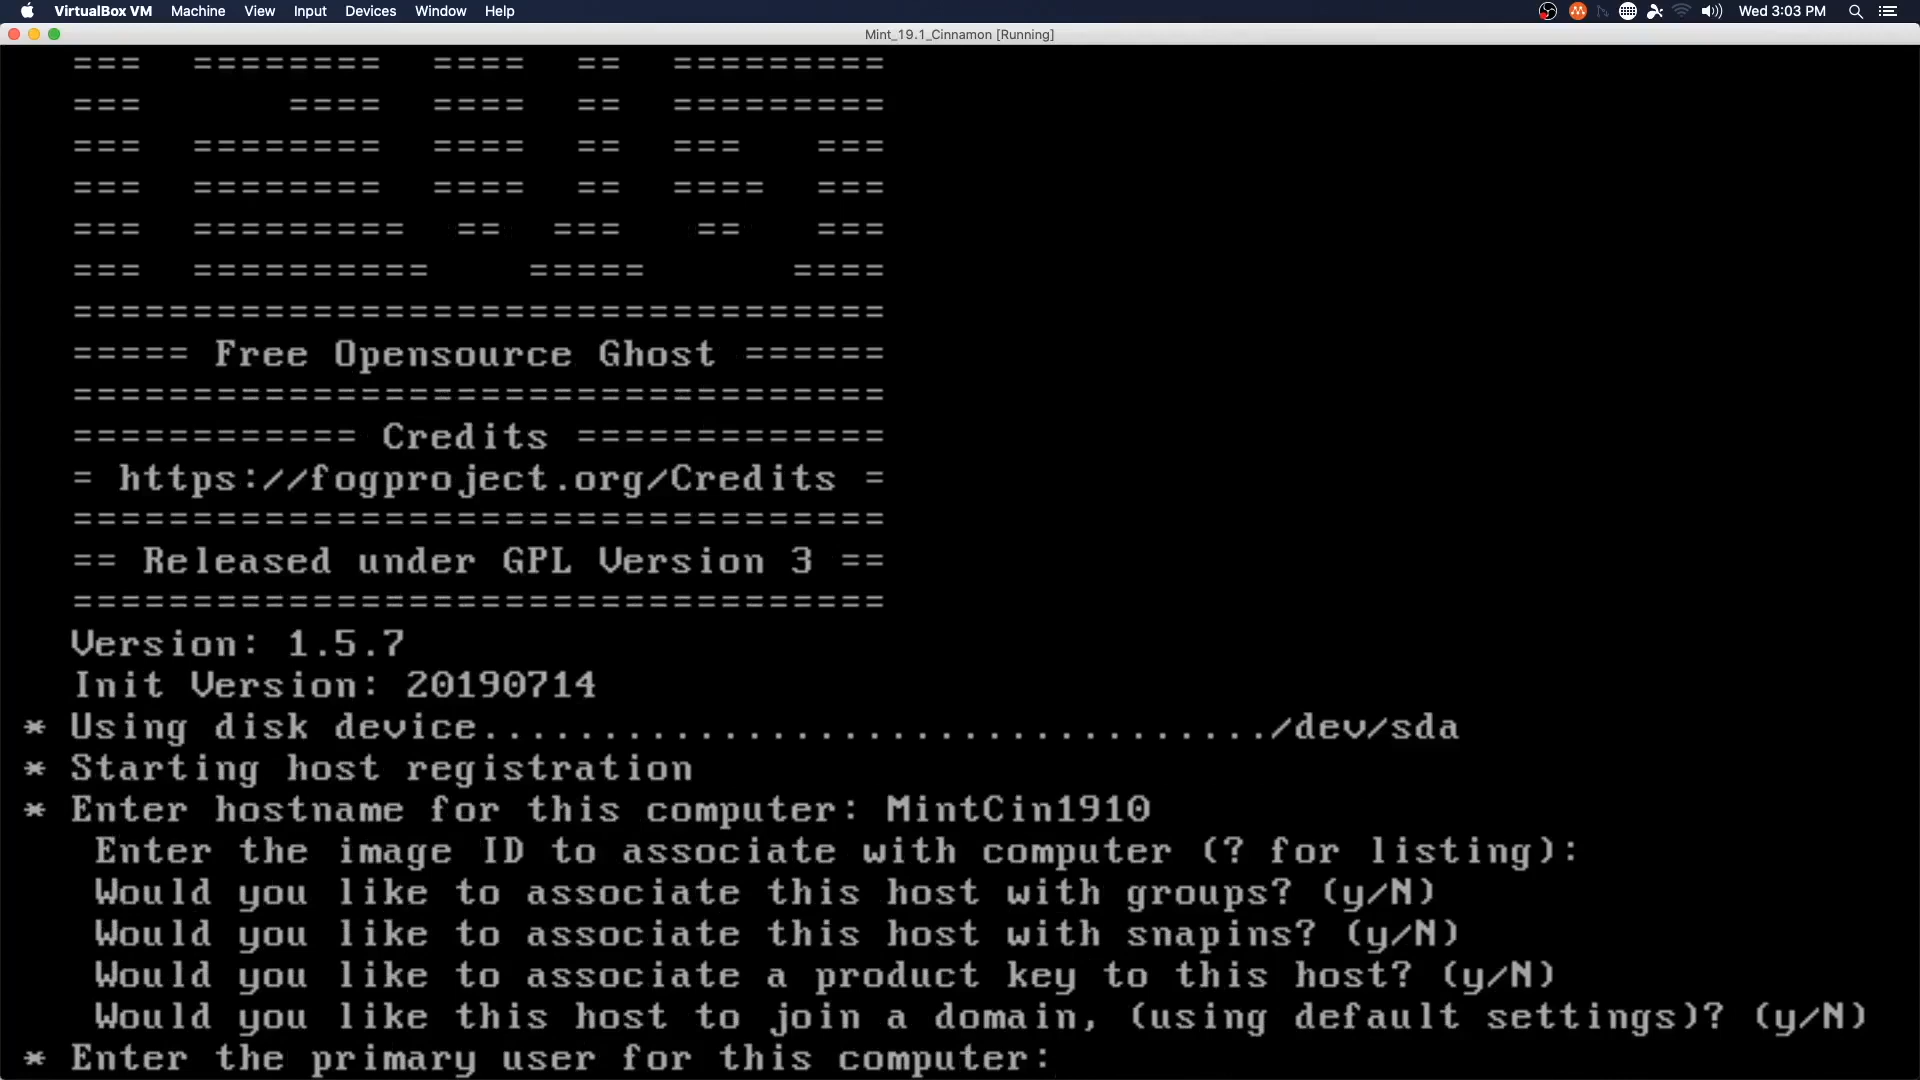 VirtualBox VM Machine View Input Devices Window Help Wed 3:03 PM
Mint_19.1_Cinnamon [Running]
=== ======== ==== == =========
=== ==== ==== == =========
=== ======== ==== == === ===
=== ======== ==== == ==== ===
=== ========= == === == ===
=== ========== ===== ====
==================================
===== Free Opensource Ghost ======
==================================
============ Credits =============
= https://fogproject.org/Credits =
==================================
== Released under GPL Version 3 ==
==================================
Version: 1.5.7
Init Version: 20190714
* Using disk device................................./dev/sda
* Starting host registration
* Enter hostname for this computer: MintCin1910
Enter the image ID to associate with computer (? for listing):
Would you like to associate this host with groups? (y/N)
Would you like to associate this host with snapins? (y/N)
Would you like to associate a product key to this host? (y/N)
Would you like this host to join a domain, (using default settings)? (y/N)
* Enter the primary user for this computer: